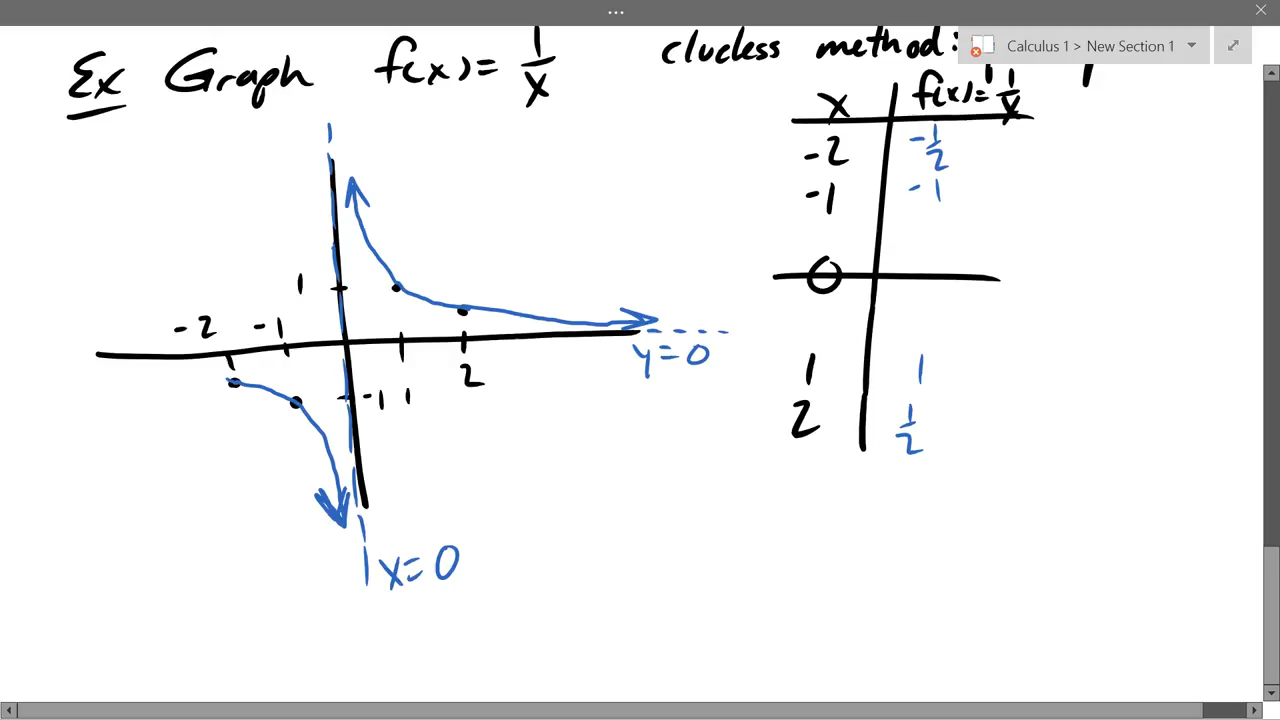 Calculus 1 > New Section 1
Ex Graph f(x) = 1/x
clucless method:
x f(x) = 1/x
-2 -1/2
-1 -1
0
1 1
2 1/2
1
-2 -1
1 2
-1
y = 0
x = 0